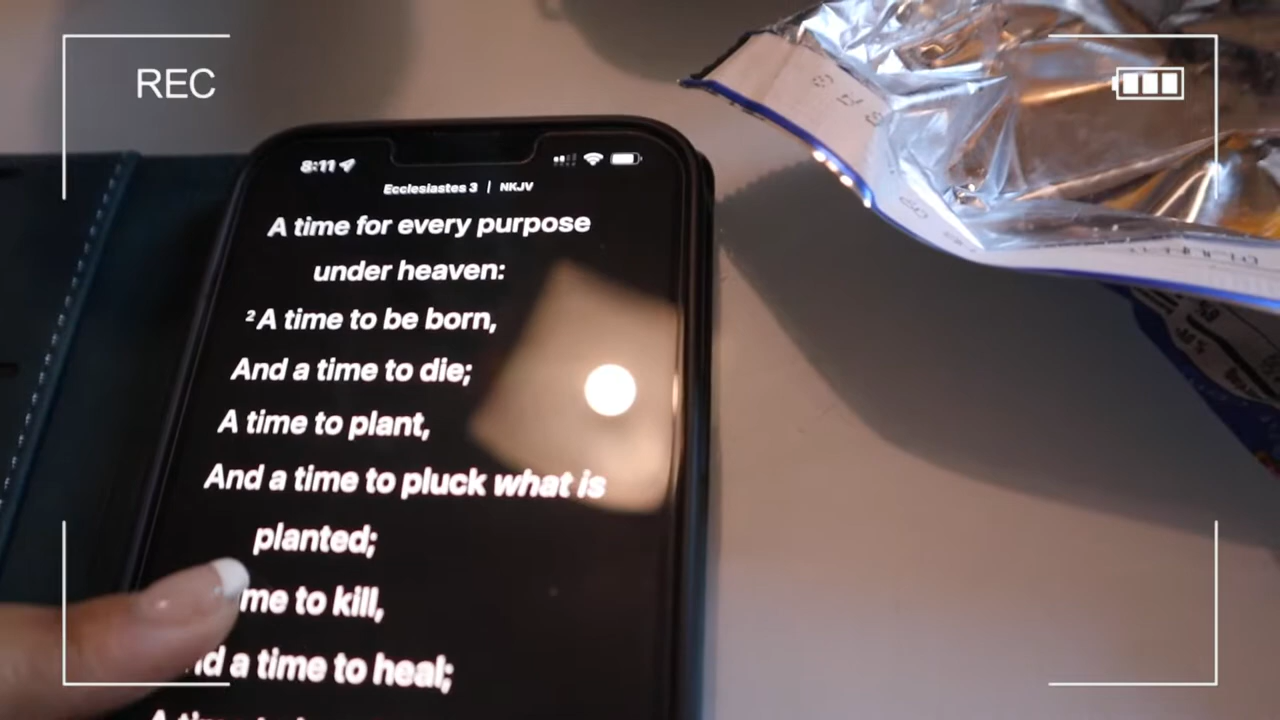 REC
8:11
Ecclesiastes 3 | NKJV
A time for every purpose
under heaven:
2 A time to be born,
And a time to die;
A time to plant,
And a time to pluck what is
planted;
me to kill,
d a time to heal;
A